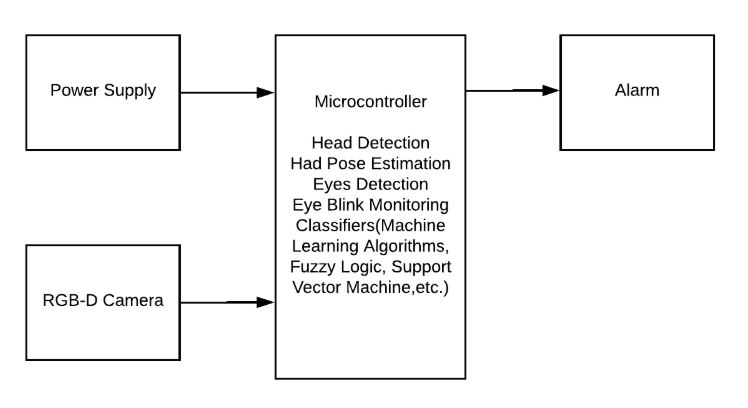 Power Supply
RGB-D Camera
Microcontroller
Head Detection
Had Pose Estimation
Eyes Detection
Eye Blink Monitoring
Classifiers(Machine
Learning Algorithms,
Fuzzy Logic, Support
Vector Machine,etc.)
Alarm